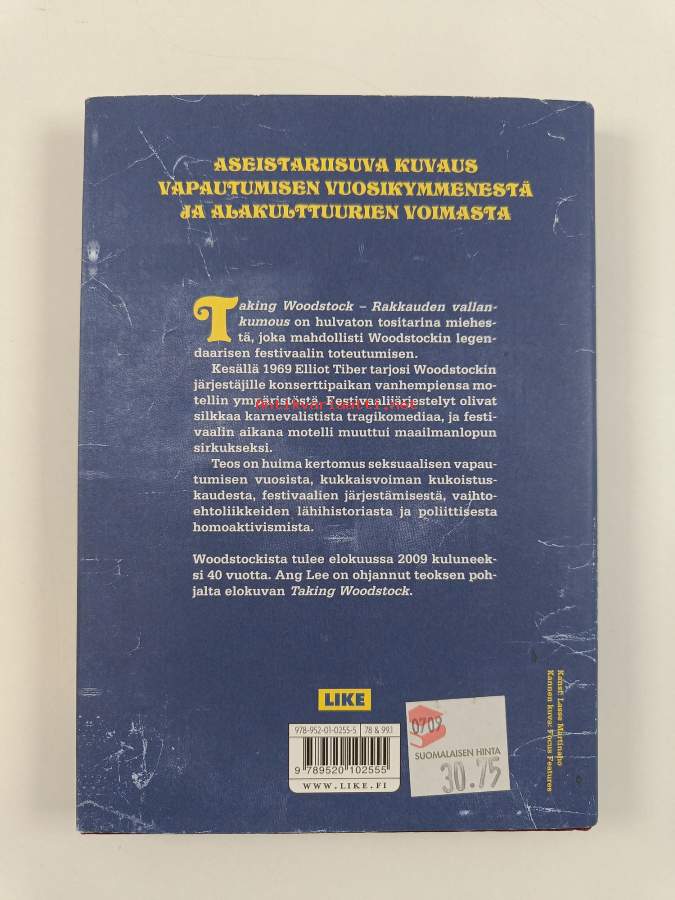 ASEISTARIISUVA KUVAUS
VAPAUTUMISEN VUOSIKYMMENESTÄ
JA ALAKULTTUURIEN VOIMASTA
Taking Woodstock – Rakkauden vallan-
kumous on hulvaton tositarina miehes-
tä, joka mahdollisti Woodstockin legen-
daarisen festivaalin toteutumisen.
Kesällä 1969 Elliot Tiber tarjosi Woodstockin
järjestäjille konserttipaikan vanhempiensa mo-
tellin ympäristöstä. Festivaalijärjestelyt olivat
antikvariaatti.net
silkkaa karnevalistista tragikomediaa, ja festi-
vaalin aikana motelli muuttui maailmanlopun
sirkukseksi.
Teos on huima kertomus seksuaalisen vapau-
tumisen vuosista, kukkaisvoiman kukoistus-
kaudesta, festivaalien järjestämisestä, vaihto-
ehtoliikkeiden lähihistoriasta ja poliittisesta
homoaktivismista.
Woodstockista tulee elokuussa 2009 kuluneek-
si 40 vuotta. Ang Lee on ohjannut teoksen poh-
jalta elokuvan Taking Woodstock.
LIKE
978-952-01-0255-5 78 & 993
9 789520 102555
WWW.LIKE.FI
0709
SUOMALAISEN HINTA
30.75
Kansi: Lasse Martinaho
Kannen kuva: Focus Features